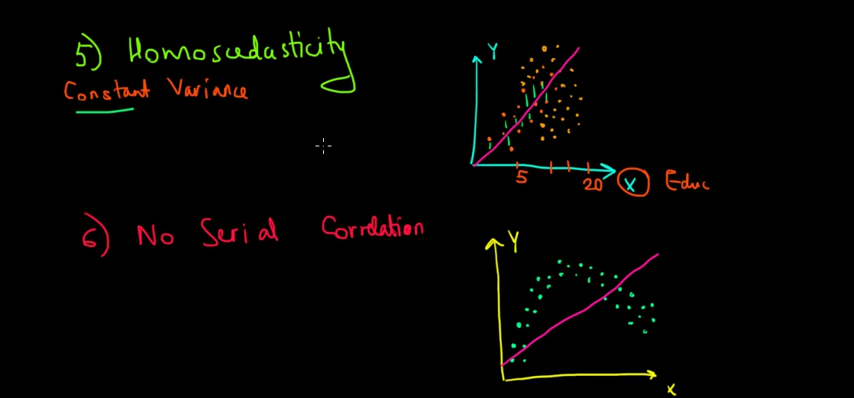 5) Homoscedasticity
Constant Variance
Y
5
20
X
Educ
6) No Serial Correlation
Y
x